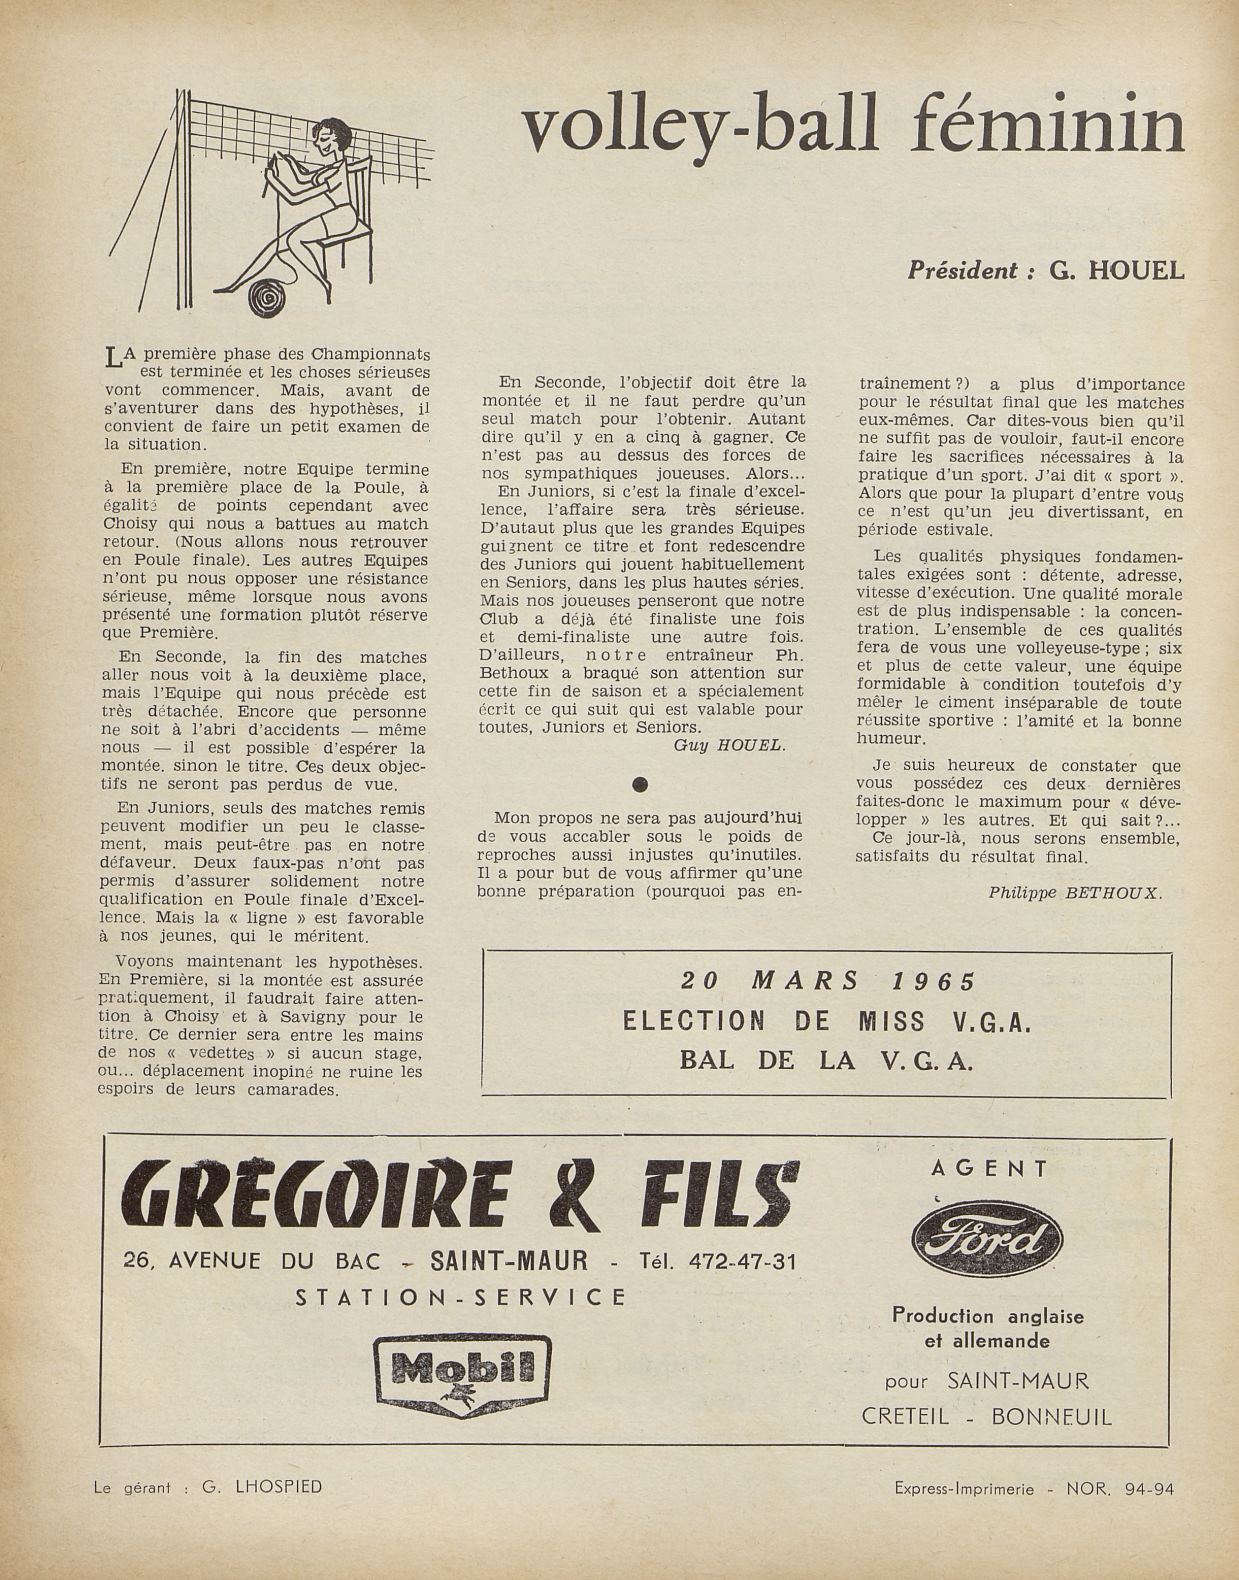 volley-ball féminin
Président : G. HOUEL
LA première phase des Championnats
est terminée et les choses sérieuses
vont commencer. Mais, avant de
s'aventurer dans des hypothèses, il
convient de faire un petit examen de
la situation.
En première, notre Equipe termine
à la première place de la Poule, à
égalité de points cependant avec
Choisy qui nous a battues au match
retour. (Nous allons nous retrouver
en Poule finale). Les autres Equipes
n'ont pu nous opposer une résistance
sérieuse, même lorsque nous avons
présenté une formation plutôt réserve
que Première.
En Seconde, la fin des matches
aller nous voit à la deuxième place,
mais l'Equipe qui nous précède est
très détachée. Encore que personne
ne soit à l'abri d'accidents — même
nous — il est possible d'espérer la
montée. sinon le titre. Ces deux objec-
tifs ne seront pas perdus de vue.
En Juniors, seuls des matches remis
peuvent modifier un peu le classe-
ment, mais peut-être pas en notre
défaveur. Deux faux-pas n'ont pas
permis d'assurer solidement notre
qualification en Poule finale d'Excel-
lence. Mais la « ligne » est favorable
à nos jeunes, qui le méritent.
Voyons maintenant les hypothèses.
En Première, si la montée est assurée
pratiquement, il faudrait faire atten-
tion à Choisy et à Savigny pour le
titre. Ce dernier sera entre les mains
de nos « vedettes » si aucun stage,
ou... déplacement inopiné ne ruine les
espoirs de leurs camarades.
En Seconde, l'objectif doit être la
montée et il ne faut perdre qu'un
seul match pour l'obtenir. Autant
dire qu'il y en a cinq à gagner. Ce
n'est pas au dessus des forces de
nos sympathiques joueuses. Alors...
En Juniors, si c'est la finale d'excel-
lence, l'affaire sera très sérieuse.
D'autaut plus que les grandes Equipes
guignent ce titre et font redescendre
des Juniors qui jouent habituellement
en Seniors, dans les plus hautes séries.
Mais nos joueuses penseront que notre
Club a déjà été finaliste une fois
et demi-finaliste une autre fois.
D'ailleurs, notre entraîneur Ph.
Bethoux a braqué son attention sur
cette fin de saison et a spécialement
écrit ce qui suit qui est valable pour
toutes, Juniors et Seniors.
Guy HOUEL.
●
Mon propos ne sera pas aujourd'hui
de vous accabler sous le poids de
reproches aussi injustes qu'inutiles.
Il a pour but de vous affirmer qu'une
bonne préparation (pourquoi pas en-
traînement ?) a plus d'importance
pour le résultat final que les matches
eux-mêmes. Car dites-vous bien qu'il
ne suffit pas de vouloir, faut-il encore
faire les sacrifices nécessaires à la
pratique d'un sport. J'ai dit « sport ».
Alors que pour la plupart d'entre vous
ce n'est qu'un jeu divertissant, en
période estivale.
Les qualités physiques fondamen-
tales exigées sont : détente, adresse,
vitesse d'exécution. Une qualité morale
est de plus indispensable : la concen-
tration. L'ensemble de ces qualités
fera de vous une volleyeuse-type ; six
et plus de cette valeur, une équipe
formidable à condition toutefois d'y
mêler le ciment inséparable de toute
réussite sportive : l'amité et la bonne
humeur.
Je suis heureux de constater que
vous possédez ces deux dernières
faites-donc le maximum pour « déve-
lopper » les autres. Et qui sait ?...
Ce jour-là, nous serons ensemble,
satisfaits du résultat final.
Philippe BETHOUX.
20 MARS 1965
ELECTION DE MISS V.G.A.
BAL DE LA V.G.A.
GRÉGOIRE & FILS
26, AVENUE DU BAC - SAINT-MAUR - Tél. 472-47-31
STATION-SERVICE
Mobil
AGENT
Ford
Production anglaise
et allemande
pour SAINT-MAUR
CRETEIL - BONNEUIL
Le gérant : G. LHOSPIED
Express-Imprimerie - NOR. 94-94